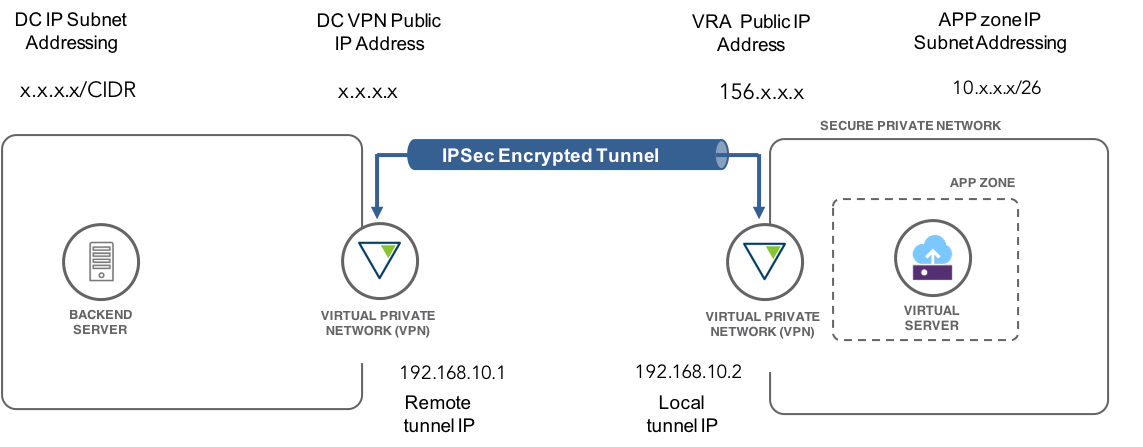 DC IP Subnet
Addressing
DC VPN Public
IP Address
VRA Public IP
Address
APP zone IP
Subnet Addressing
x.x.x.x/CIDR
x.x.x.x
156.x.x.x
10.x.x.x/26
SECURE PRIVATE NETWORK
IPSec Encrypted Tunnel
APP ZONE
BACKEND
SERVER
VIRTUAL PRIVATE
NETWORK (VPN)
VIRTUAL PRIVATE
NETWORK (VPN)
VIRTUAL
SERVER
192.168.10.1
Remote
tunnel IP
192.168.10.2
Local
tunnel IP